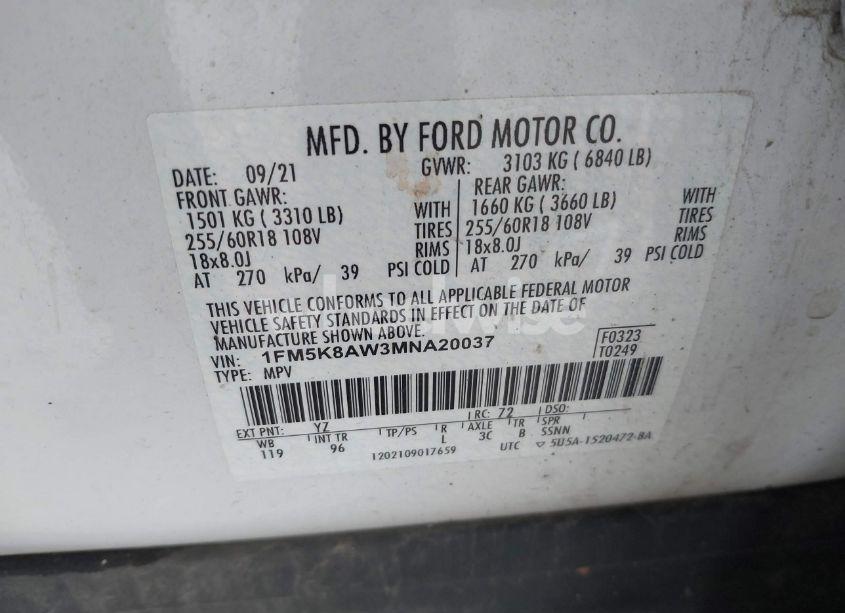 MFD. BY FORD MOTOR CO.
DATE: 09/21 GVWR: 3103 KG ( 6840 LB)
FRONT GAWR: REAR GAWR:
1501 KG ( 3310 LB) WITH 1660 KG ( 3660 LB) WITH
255/60R18 108V TIRES 255/60R18 108V TIRES
18x8.0J RIMS 18x8.0J RIMS
AT 270 kPa/ 39 PSI COLD AT 270 kPa/ 39 PSI COLD
THIS VEHICLE CONFORMS TO ALL APPLICABLE FEDERAL MOTOR
VEHICLE SAFETY STANDARDS IN EFFECT ON THE DATE OF
MANUFACTURE SHOWN ABOVE.
VIN: 1FM5K8AW3MNA20037 F0323
TYPE: MPV T0249
RC: 72 DSO:
EXT PNT: YZ
WB INT TR TP/PS R AXLE TR SPR
119 96 L 3C B SSNN
1202109017659 UTC ▽ 5U5A-1520472-BA